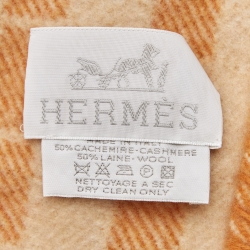 HERMÈS
MADE IN ITALY
50% CACHEMIRE-CASHMERE
50% LAINE-WOOL
NETTOYAGE A SEC
DRY CLEAN ONLY